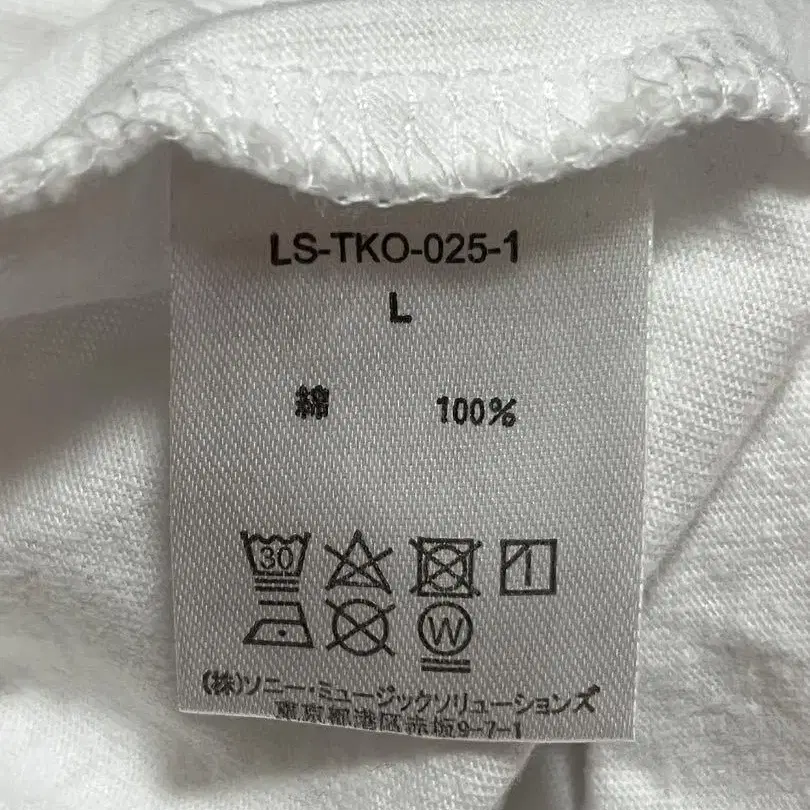 LS-TKO-025-1
L
綿 100%
30
W
(株)ソニー・ミュージックソリューションズ
東京都港区赤坂9-7-1